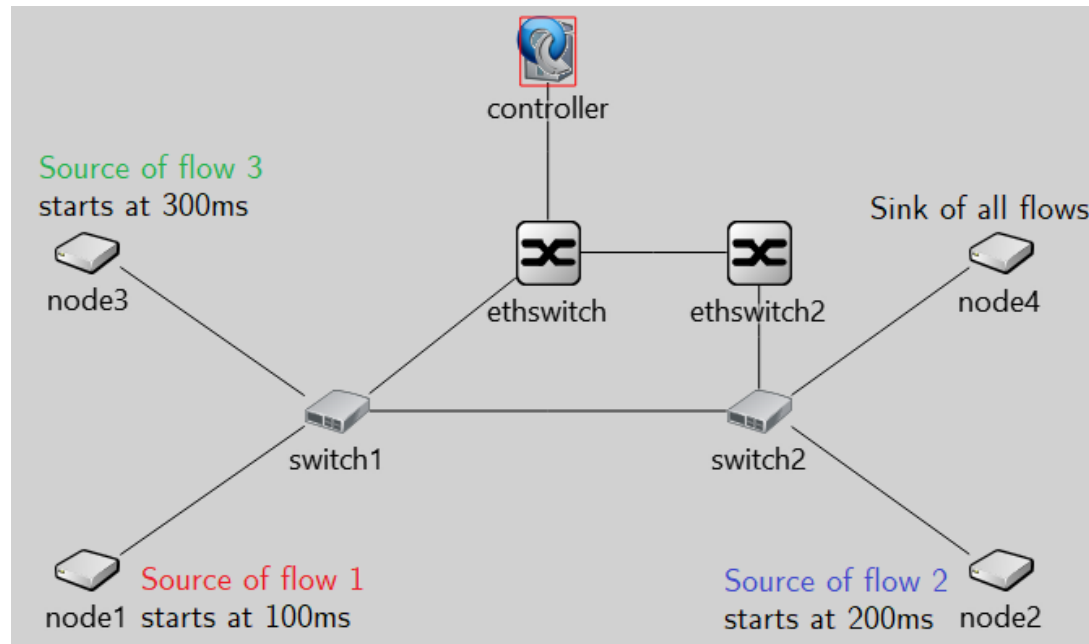 controller
Source of flow 3
starts at 300ms
Sink of all flows
node3
ethswitch
ethswitch2
node4
switch1
switch2
Source of flow 1
Source of flow 2
node1 starts at 100ms
starts at 200ms node2